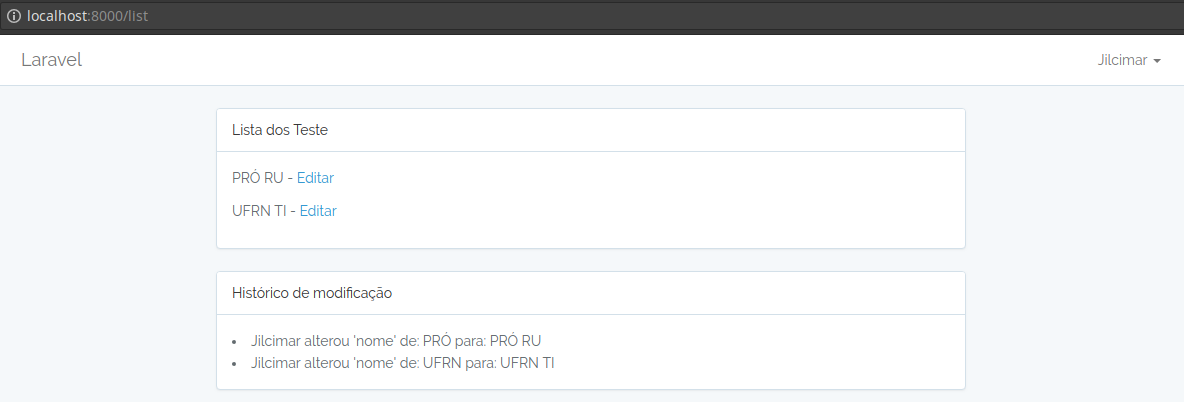 localhost:8000/list
Laravel
Jilcimar
Lista dos Teste
PRÓ RU - Editar
UFRN TI - Editar
Histórico de modificação
Jilcimar alterou 'nome' de: PRÓ para: PRÓ RU
Jilcimar alterou 'nome' de: UFRN para: UFRN TI